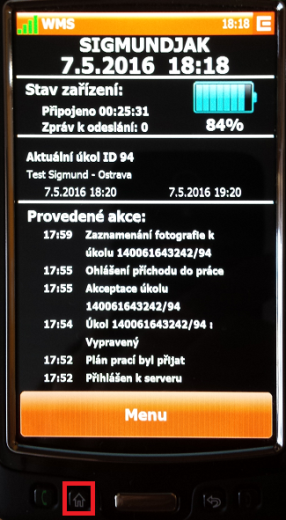 WMS 18:18
SIGMUNDJAK
7.5.2016 18:18
Stav zařízení:
Připojeno 00:25:31
Zpráv k odeslání: 0 84%
Aktuální úkol ID 94
Test Sigmund - Ostrava
7.5.2016 18:20 7.5.2016 19:20
Provedené akce:
17:59 Zaznamenání fotografie k
úkolu 140061643242/94
17:55 Ohlášení příchodu do práce
17:55 Akceptace úkolu
140061643242/94
17:54 Úkol 140061643242/94 :
Vypravený
17:52 Plán prací byl přijat
17:52 Přihlášen k serveru
Menu